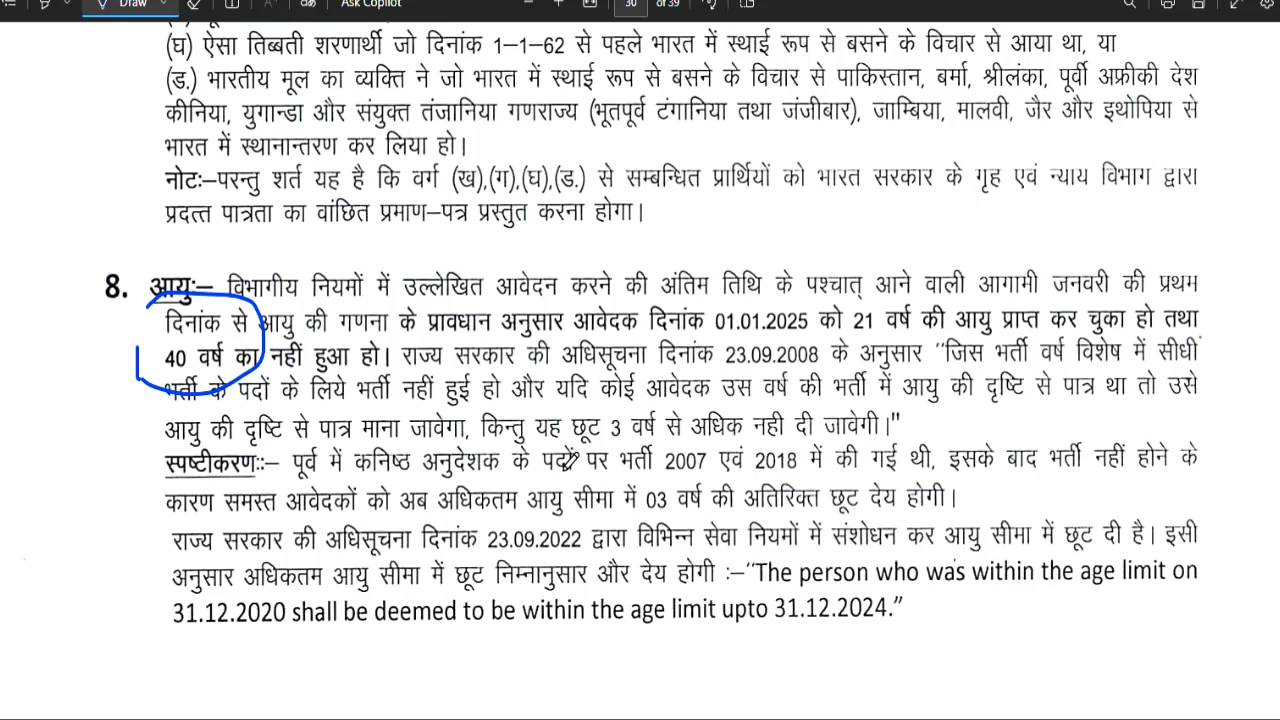 Draw
Ask Copilot
30 of 39
(घ) ऐसा तिब्बती शरणार्थी जो दिनांक 1–1–62 से पहले भारत में स्थाई रूप से बसने के विचार से आया था, या
(ड.) भारतीय मूल का व्यक्ति ने जो भारत में स्थाई रूप से बसने के विचार से पाकिस्तान, बर्मा, श्रीलंका, पूर्वी अफ्रीकी देश
कीनिया, युगान्डा और संयुक्त तंजानिया गणराज्य (भूतपूर्व टंगानिया तथा जंजीबार), जाम्बिया, मालवी, जैर और इथोपिया से
भारत में स्थानान्तरण कर लिया हो।
नोटः–परन्तु शर्त यह है कि वर्ग (ख),(ग),(घ),(ड.) से सम्बन्धित प्रार्थियों को भारत सरकार के गृह एवं न्याय विभाग द्वारा
प्रदत्त पात्रता का वांछित प्रमाण–पत्र प्रस्तुत करना होगा।
8. आयुः– विभागीय नियमों में उल्लेखित आवेदन करने की अंतिम तिथि के पश्चात् आने वाली आगामी जनवरी की प्रथम
दिनांक से आयु की गणना के प्रावधान अनुसार आवेदक दिनांक 01.01.2025 को 21 वर्ष की आयु प्राप्त कर चुका हो तथा
40 वर्ष का नहीं हुआ हो। राज्य सरकार की अधिसूचना दिनांक 23.09.2008 के अनुसार "जिस भर्ती वर्ष विशेष में सीधी
भर्ती के पदों के लिये भर्ती नहीं हुई हो और यदि कोई आवेदक उस वर्ष की भर्ती में आयु की दृष्टि से पात्र था तो उसे
आयु की दृष्टि से पात्र माना जावेगा, किन्तु यह छूट 3 वर्ष से अधिक नही दी जावेगी।"
स्पष्टीकरणः:– पूर्व में कनिष्ठ अनुदेशक के पदों पर भर्ती 2007 एवं 2018 में की गई थी, इसके बाद भर्ती नहीं होने के
कारण समस्त आवेदकों को अब अधिकतम आयु सीमा में 03 वर्ष की अतिरिक्त छूट देय होगी।
राज्य सरकार की अधिसूचना दिनांक 23.09.2022 द्वारा विभिन्न सेवा नियमों में संशोधन कर आयु सीमा में छूट दी है। इसी
अनुसार अधिकतम आयु सीमा में छूट निम्नानुसार और देय होगी :–"The person who was within the age limit on
31.12.2020 shall be deemed to be within the age limit upto 31.12.2024."